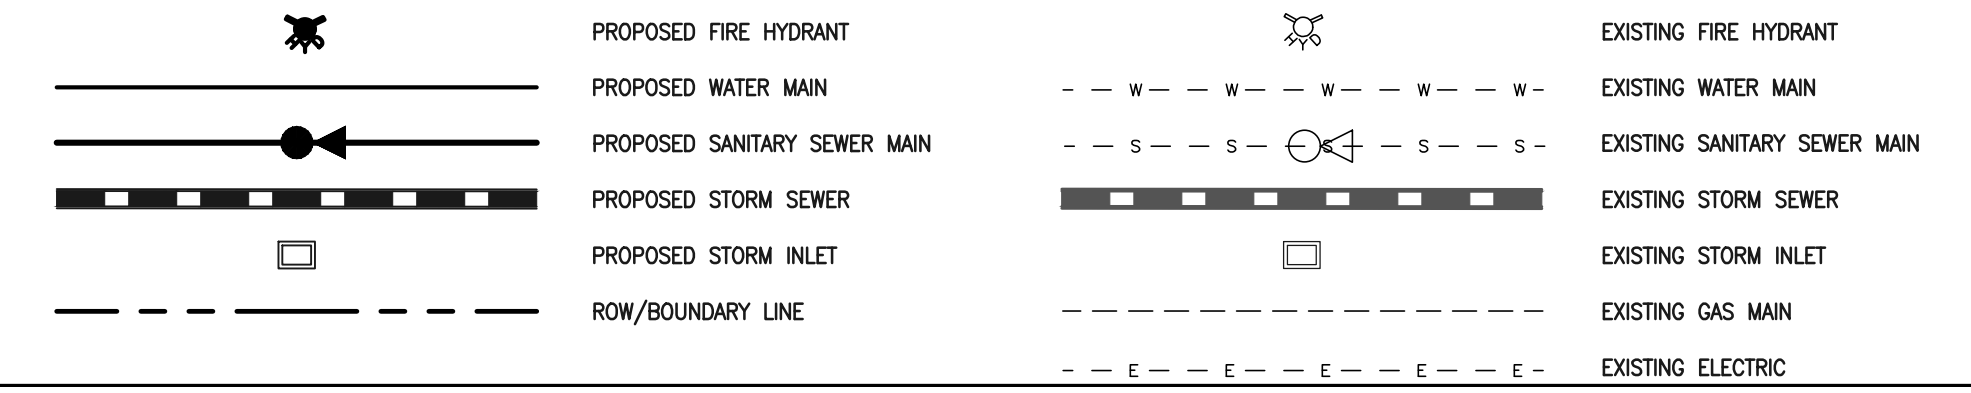 HYD PROPOSED FIRE HYDRANT HYD EXISTING FIRE HYDRANT
PROPOSED WATER MAIN W W W W W EXISTING WATER MAIN
PROPOSED SANITARY SEWER MAIN S S S S S EXISTING SANITARY SEWER MAIN
PROPOSED STORM SEWER EXISTING STORM SEWER
PROPOSED STORM INLET EXISTING STORM INLET
ROW/BOUNDARY LINE EXISTING GAS MAIN
E E E E E EXISTING ELECTRIC